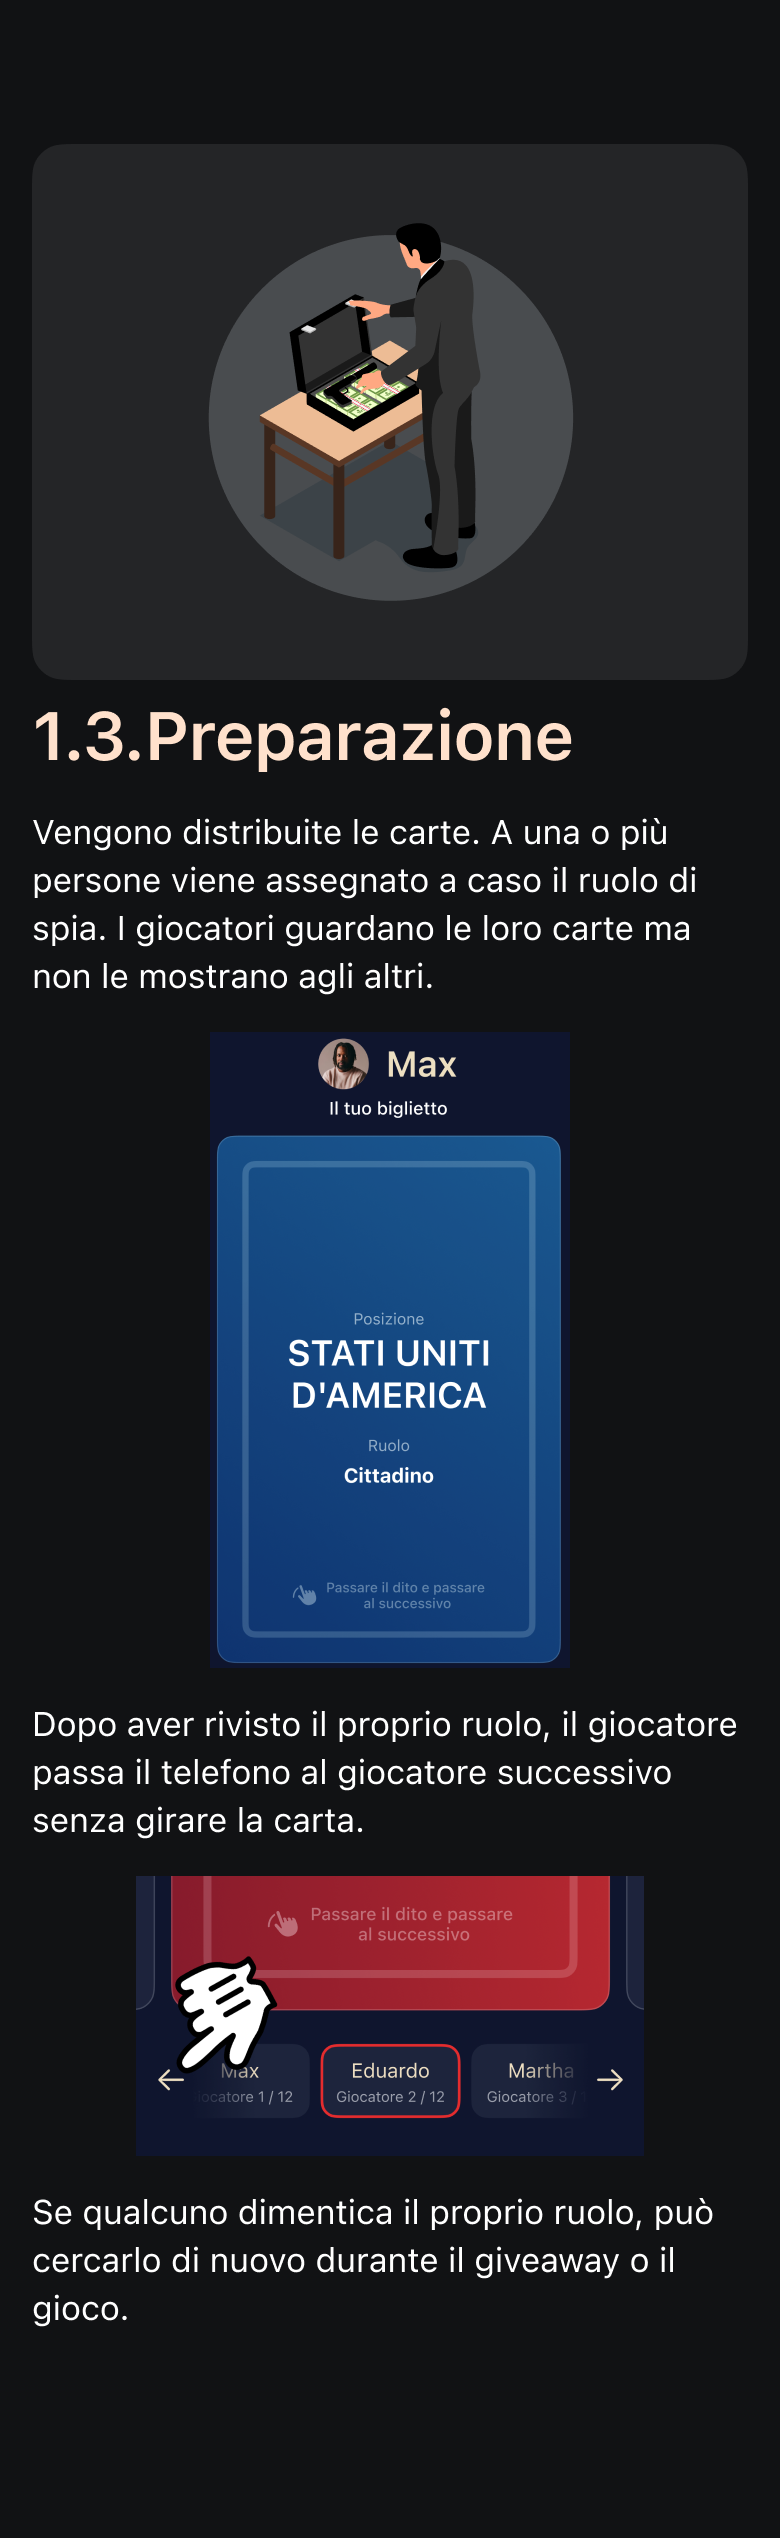 1.3.Preparazione
Vengono distribuite le carte. A una o più
persone viene assegnato a caso il ruolo di
spia. I giocatori guardano le loro carte ma
non le mostrano agli altri.
Max
Il tuo biglietto
Posizione
STATI UNITI
D'AMERICA
Ruolo
Cittadino
Passare il dito e passare
al successivo
Dopo aver rivisto il proprio ruolo, il giocatore
passa il telefono al giocatore successivo
senza girare la carta.
Passare il dito e passare
al successivo
Max
Giocatore 1 / 12
Eduardo
Giocatore 2 / 12
Martha
Giocatore 3 /
Se qualcuno dimentica il proprio ruolo, può
cercarlo di nuovo durante il giveaway o il
gioco.